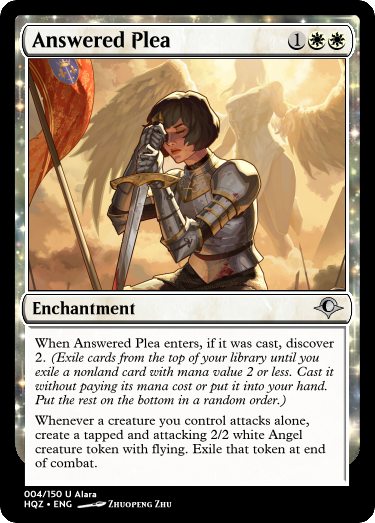 Answered Plea 1
Enchantment
When Answered Plea enters, if it was cast, discover
2. (Exile cards from the top of your library until you
exile a nonland card with mana value 2 or less. Cast it
without paying its mana cost or put it into your hand.
Put the rest on the bottom in a random order.)
Whenever a creature you control attacks alone,
create a tapped and attacking 2/2 white Angel
creature token with flying. Exile that token at end
of combat.
004/150 U Alara
HQZ • ENG Zhuopeng Zhu